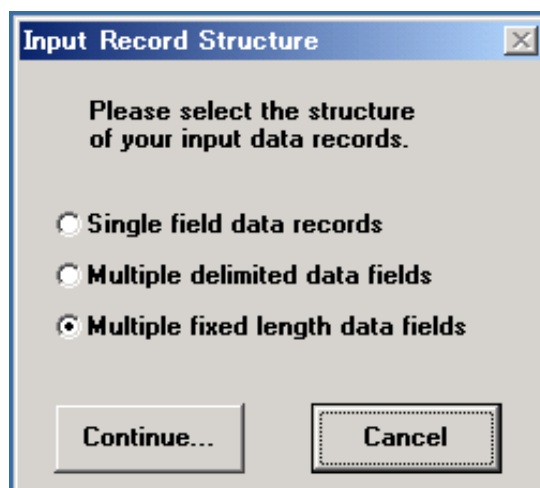 Input Record Structure
Please select the structure
of your input data records.
Single field data records
Multiple delimited data fields
Multiple fixed length data fields
Continue...
Cancel